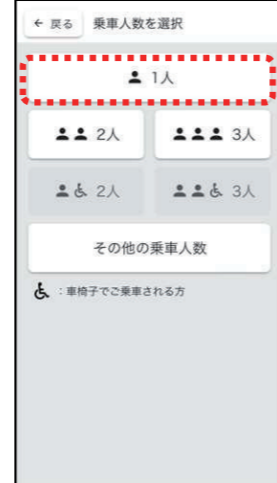 ← 戻る 乗車人数を選択
1人
2人 3人
2人 3人
その他の乗車人数
：車椅子でご乗車される方